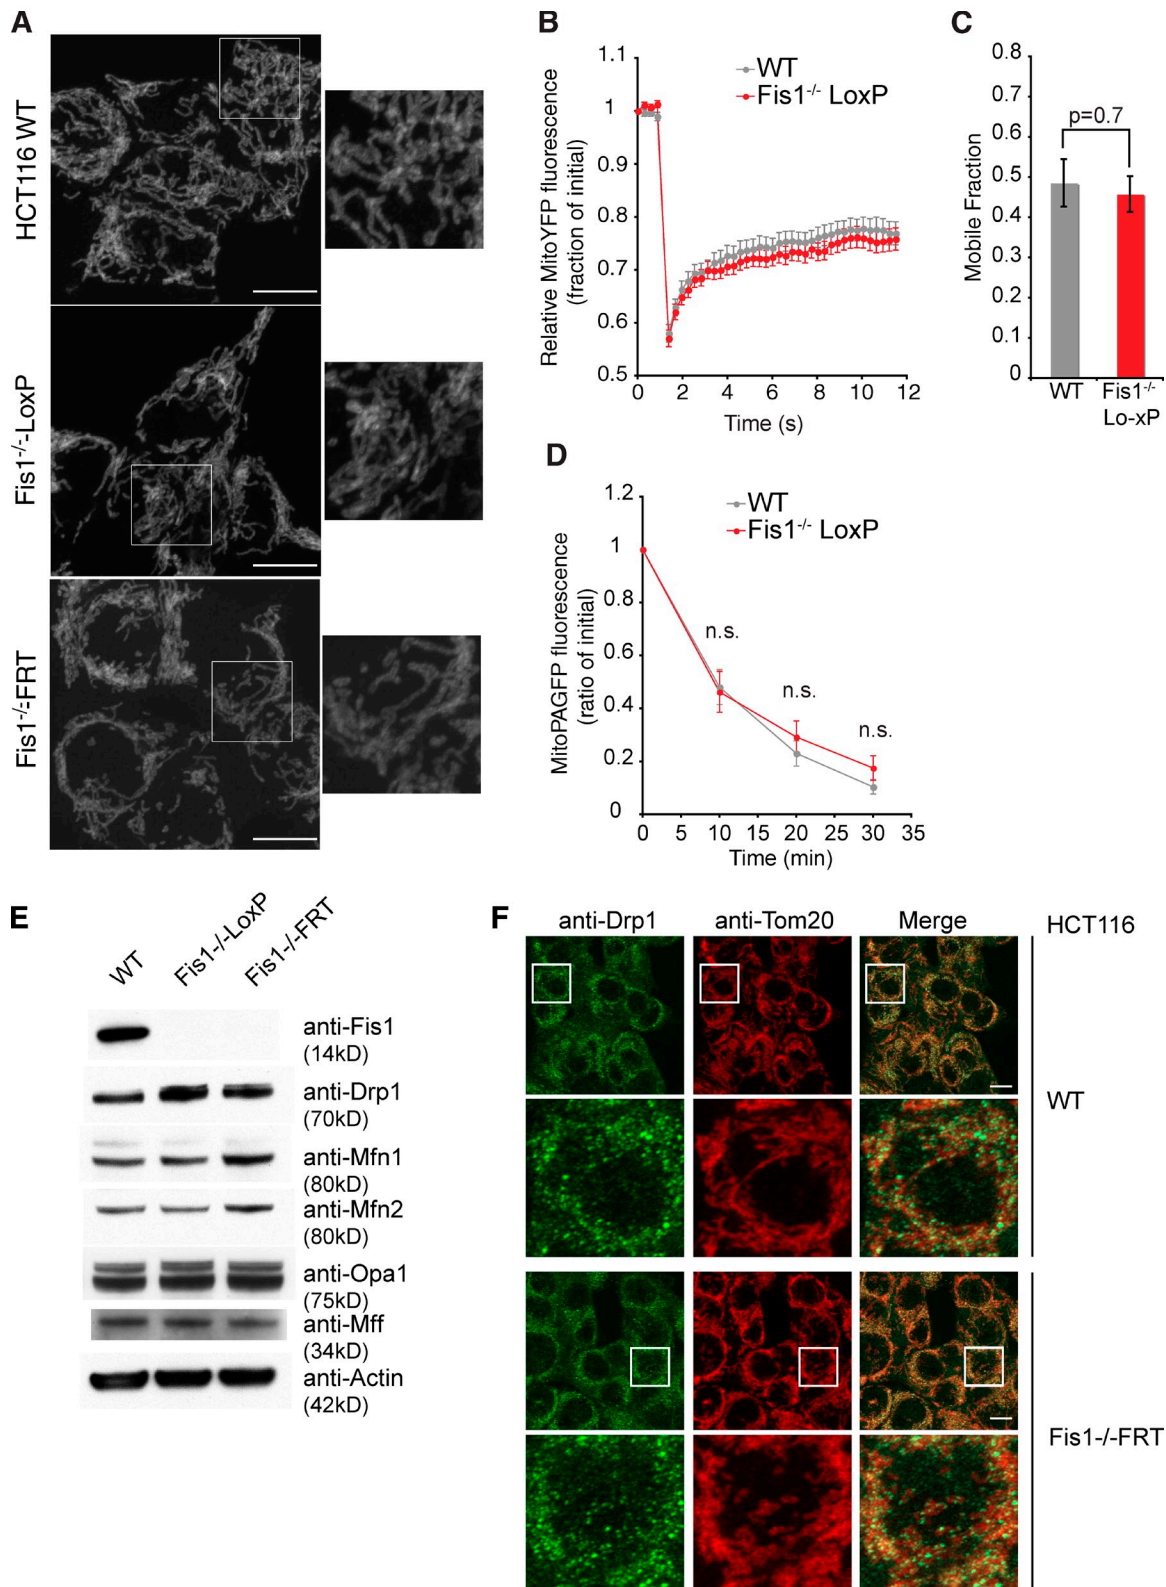 A
HCT116 WT
Fis1-/--LoxP
Fis1-/-FRT
B
WT
Fis1-/- LoxP
Relative MitoYFP fluorescence
(fraction of initial)
1.1
1
0.9
0.8
0.7
0.6
0.5
0 2 4 6 8 10 12
Time (s)
C
p=0.7
Mobile Fraction
0.8
0.7
0.6
0.5
0.4
0.3
0.2
0.1
0
WT Fis1-/-
Lo-xP
D
WT
Fis1-/- LoxP
MitoPAGFP fluorescence
(ratio of initial)
1.2
1
0.8
0.6
0.4
0.2
0
n.s.
n.s.
n.s.
0 5 10 15 20 25 30 35
Time (min)
E
WT
Fis1-/-LoxP
Fis1-/-FRT
anti-Fis1
(14kD)
anti-Drp1
(70kD)
anti-Mfn1
(80kD)
anti-Mfn2
(80kD)
anti-Opa1
(75kD)
anti-Mff
(34kD)
anti-Actin
(42kD)
F
anti-Drp1 anti-Tom20 Merge HCT116
WT
Fis1-/-FRT